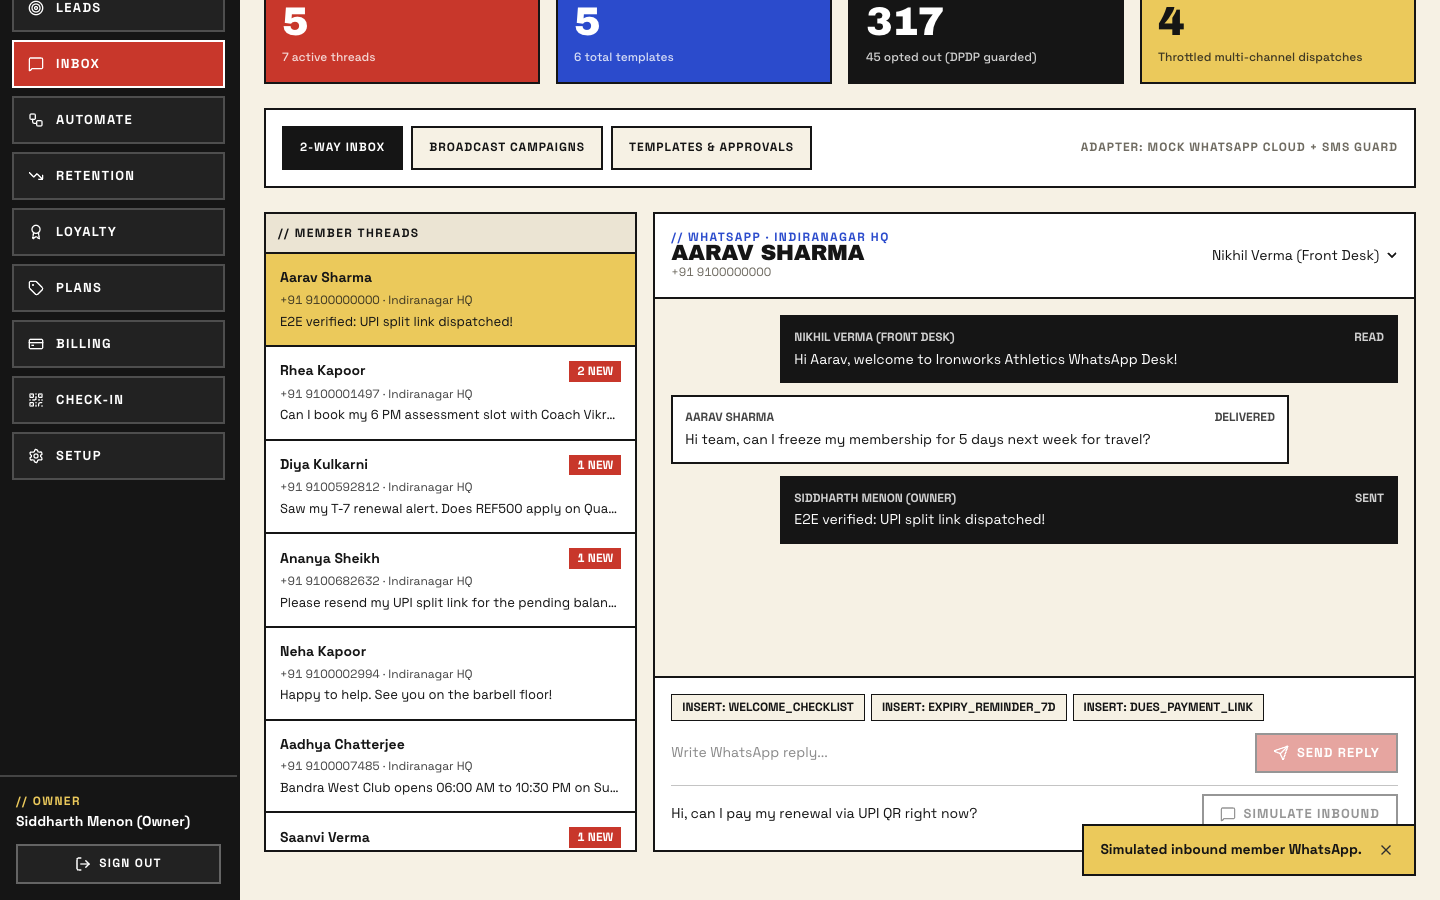 LEADS
INBOX
AUTOMATE
RETENTION
LOYALTY
PLANS
BILLING
CHECK-IN
SETUP
// OWNER
Siddharth Menon (Owner)
SIGN OUT
5
7 active threads
5
6 total templates
317
45 opted out (DPDP guarded)
4
Throttled multi-channel dispatches
2-WAY INBOX
BROADCAST CAMPAIGNS
TEMPLATES & APPROVALS
ADAPTER: MOCK WHATSAPP CLOUD + SMS GUARD
// MEMBER THREADS
Aarav Sharma
+91 9100000000 · Indiranagar HQ
E2E verified: UPI split link dispatched!
Rhea Kapoor
2 NEW
+91 9100001497 · Indiranagar HQ
Can I book my 6 PM assessment slot with Coach Vikr...
Diya Kulkarni
1 NEW
+91 9100592812 · Indiranagar HQ
Saw my T-7 renewal alert. Does REF500 apply on Qua...
Ananya Sheikh
1 NEW
+91 9100682632 · Indiranagar HQ
Please resend my UPI split link for the pending balan...
Neha Kapoor
+91 9100002994 · Indiranagar HQ
Happy to help. See you on the barbell floor!
Aadhya Chatterjee
+91 9100007485 · Indiranagar HQ
Bandra West Club opens 06:00 AM to 10:30 PM on Su...
Saanvi Verma
1 NEW
// WHATSAPP · INDIRANAGAR HQ
AARAV SHARMA
+91 9100000000
Nikhil Verma (Front Desk)
NIKHIL VERMA (FRONT DESK)
READ
Hi Aarav, welcome to Ironworks Athletics WhatsApp Desk!
AARAV SHARMA
DELIVERED
Hi team, can I freeze my membership for 5 days next week for travel?
SIDDHARTH MENON (OWNER)
SENT
E2E verified: UPI split link dispatched!
INSERT: WELCOME_CHECKLIST
INSERT: EXPIRY_REMINDER_7D
INSERT: DUES_PAYMENT_LINK
Write WhatsApp reply...
SEND REPLY
Hi, can I pay my renewal via UPI QR right now?
SIMULATE INBOUND
Simulated inbound member WhatsApp.